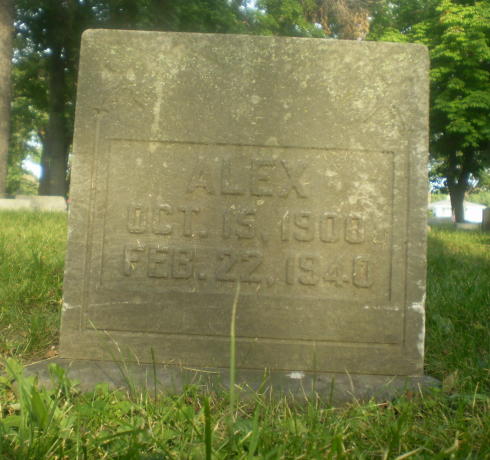 ALEX
OCT. 15, 1900
FEB. 22, 1940